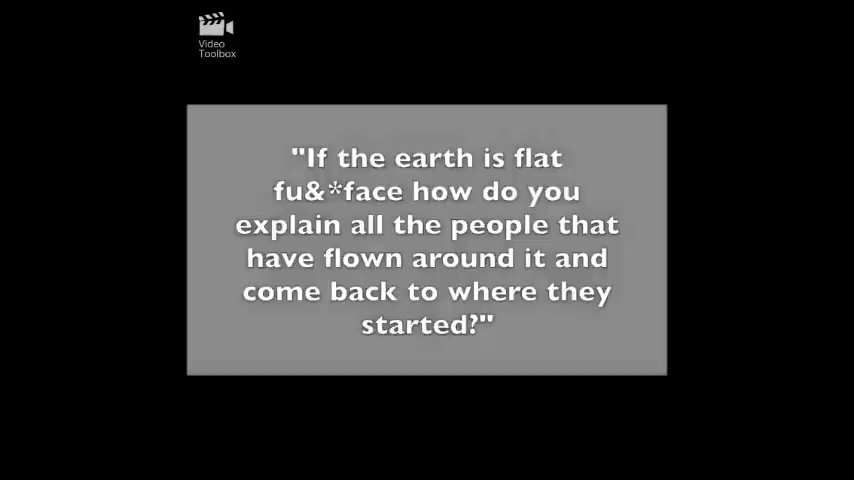 Video
Toolbox
"If the earth is flat
fu&*face how do you
explain all the people that
have flown around it and
come back to where they
started?"